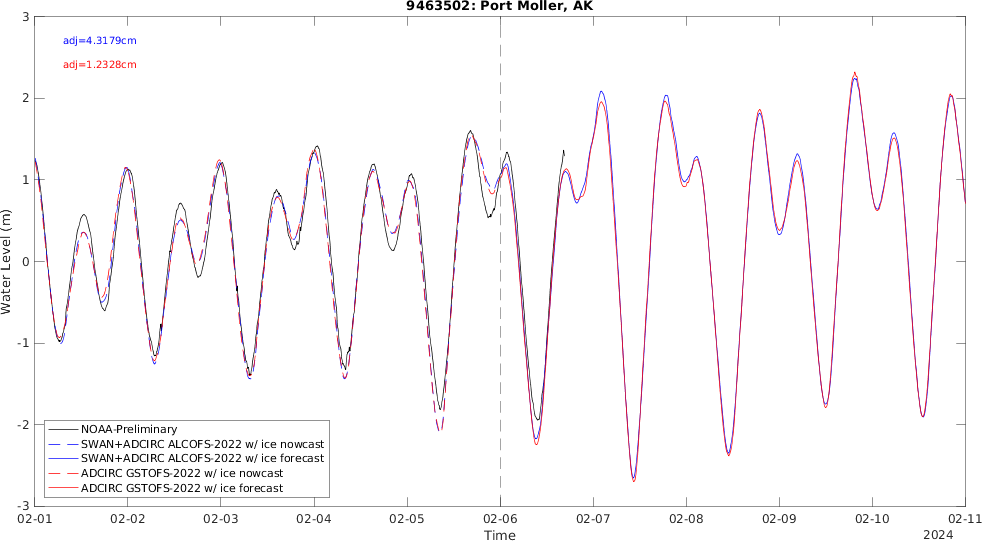 9463502: Port Moller, AK
adj=4.3179cm
adj=1.2328cm
Water Level (m)
3
2
1
0
-1
-2
-3
NOAA-Preliminary
SWAN+ADCIRC ALCOFS-2022 w/ ice nowcast
SWAN+ADCIRC ALCOFS-2022 w/ ice forecast
ADCIRC GSTOFS-2022 w/ ice nowcast
ADCIRC GSTOFS-2022 w/ ice forecast
02-01 02-02 02-03 02-04 02-05 02-06 02-07 02-08 02-09 02-10 02-11
Time
2024